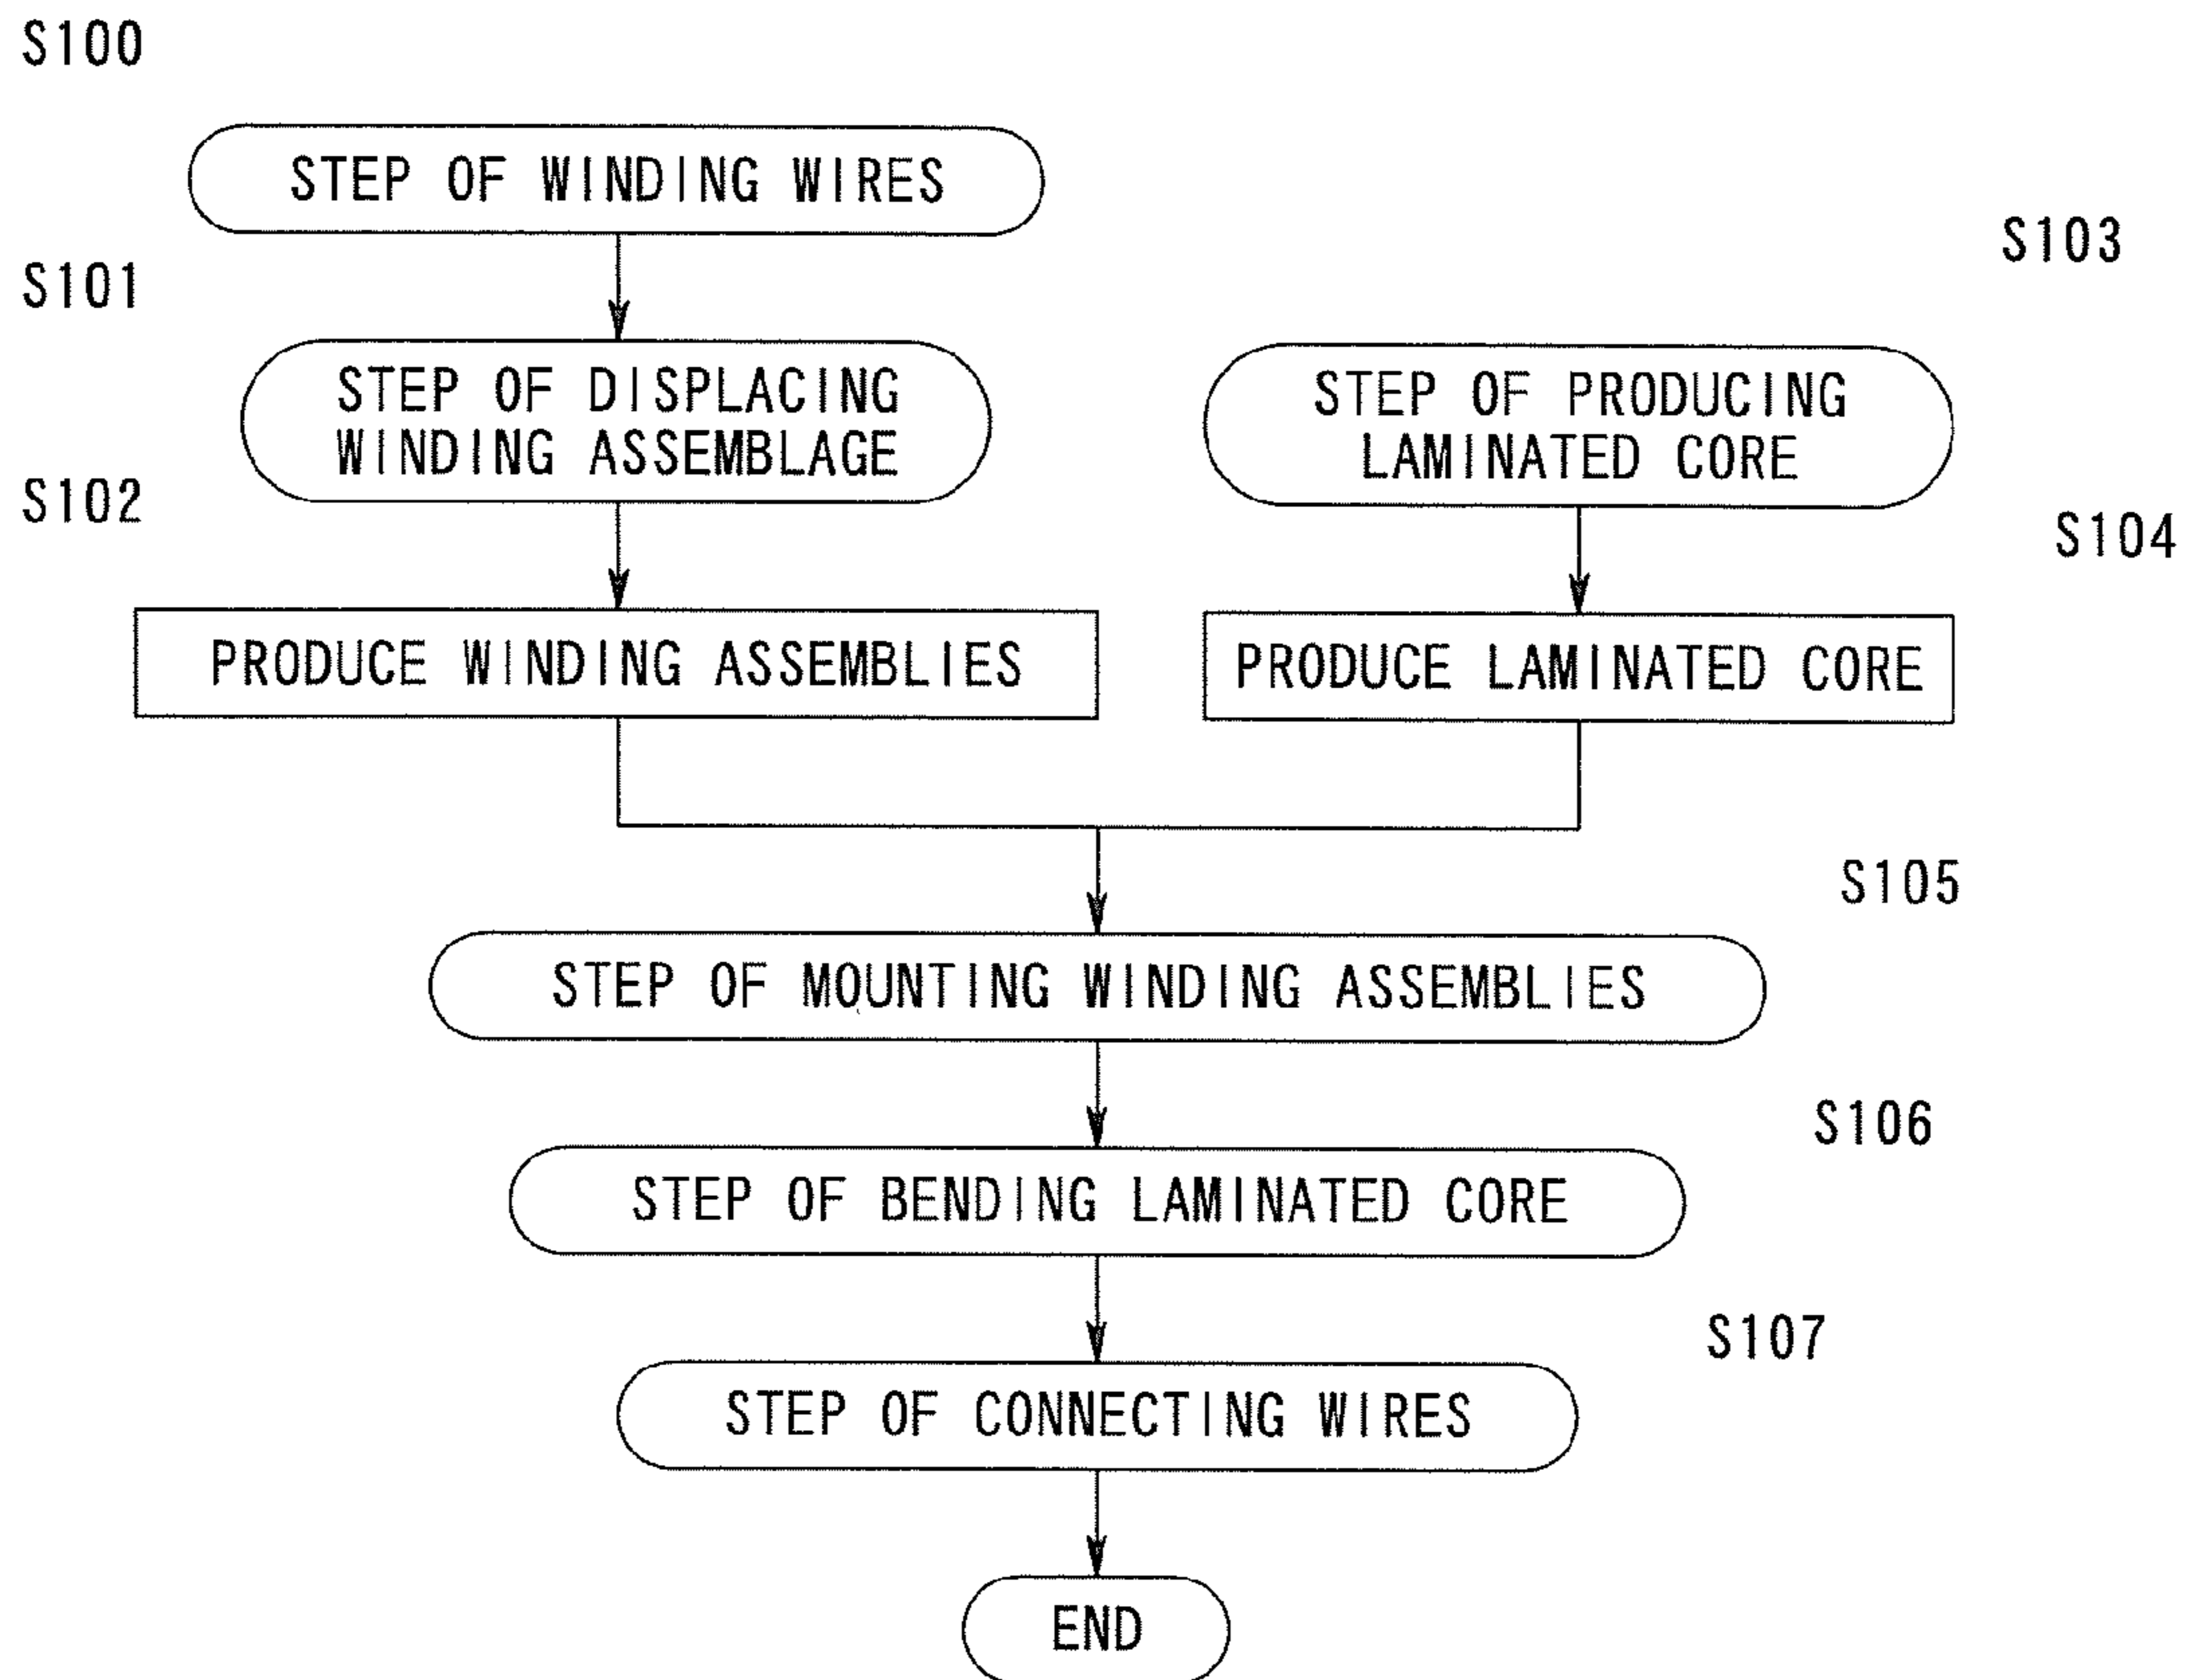 S100
STEP OF WINDING WIRES
S103
S101
STEP OF DISPLACING
WINDING ASSEMBLAGE
STEP OF PRODUCING
LAMINATED CORE
S102
S104
PRODUCE WINDING ASSEMBLIES
PRODUCE LAMINATED CORE
S105
STEP OF MOUNTING WINDING ASSEMBLIES
S106
STEP OF BENDING LAMINATED CORE
S107
STEP OF CONNECTING WIRES
END